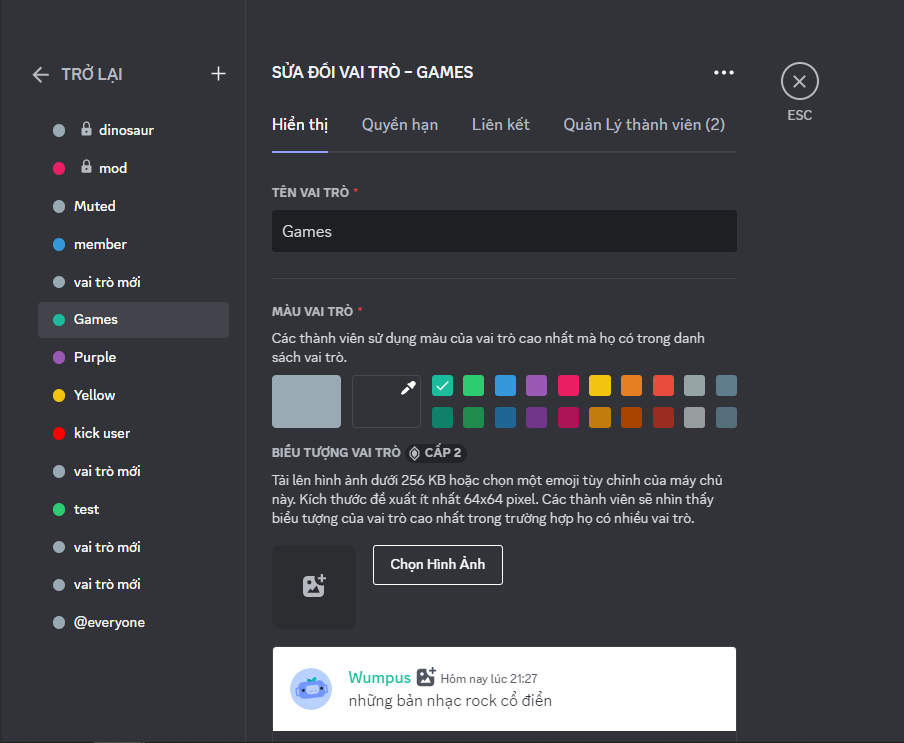 TRỞ LẠI
dinosaur
mod
Muted
member
vai trò mới
Games
Purple
Yellow
kick user
vai trò mới
test
vai trò mới
vai trò mới
@everyone
SỬA ĐỔI VAI TRÒ – GAMES
ESC
Hiển thị Quyền hạn Liên kết Quản Lý thành viên (2)
TÊN VAI TRÒ *
Games
MÀU VAI TRÒ *
Các thành viên sử dụng màu của vai trò cao nhất mà họ có trong danh
sách vai trò.
BIỂU TƯỢNG VAI TRÒ CẤP 2
Tải lên hình ảnh dưới 256 KB hoặc chọn một emoji tùy chỉnh của máy chủ
này. Kích thước đề xuất ít nhất 64x64 pixel. Các thành viên sẽ nhìn thấy
biểu tượng của vai trò cao nhất trong trường hợp họ có nhiều vai trò.
Chọn Hình Ảnh
Wumpus Hôm nay lúc 21:27
những bản nhạc rock cổ điển